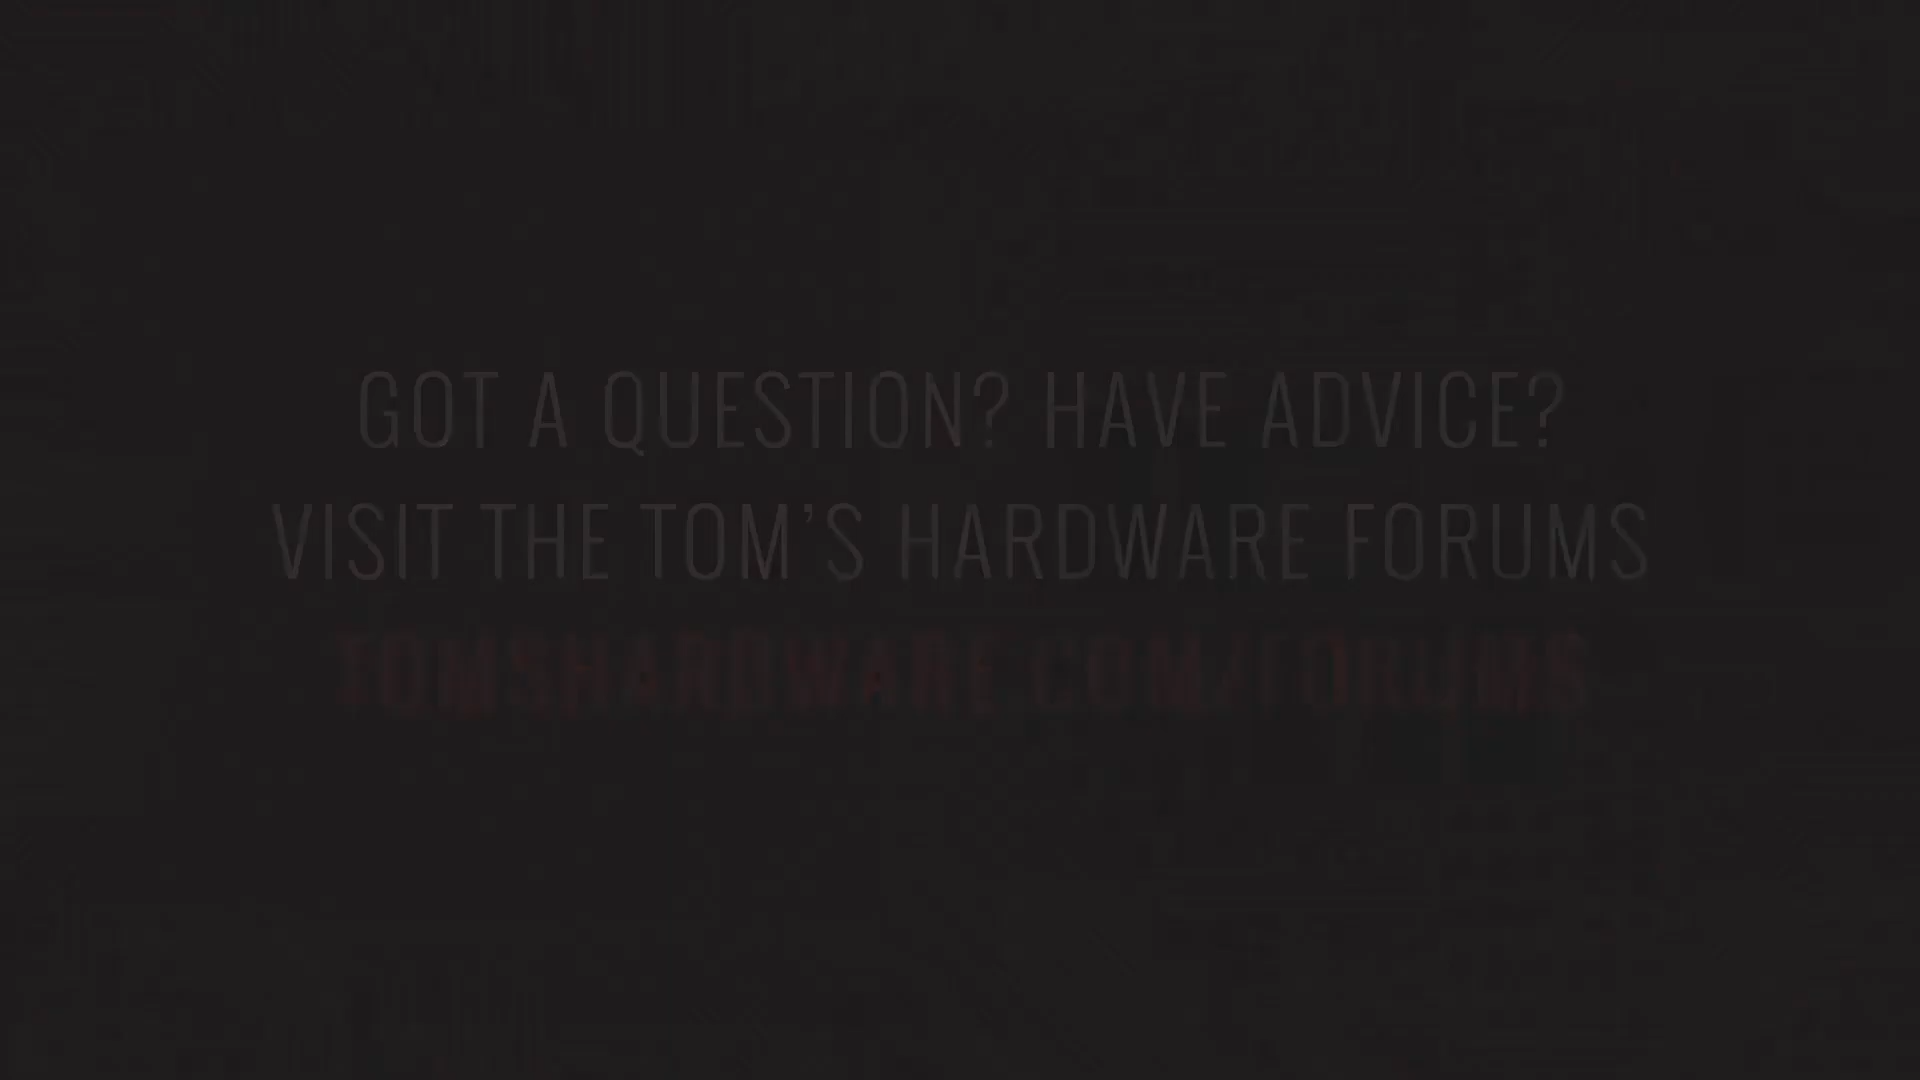 GOT A QUESTION? HAVE ADVICE?
VISIT THE TOM'S HARDWARE FORUMS
TOMSHARDWARE.COM/FORUMS